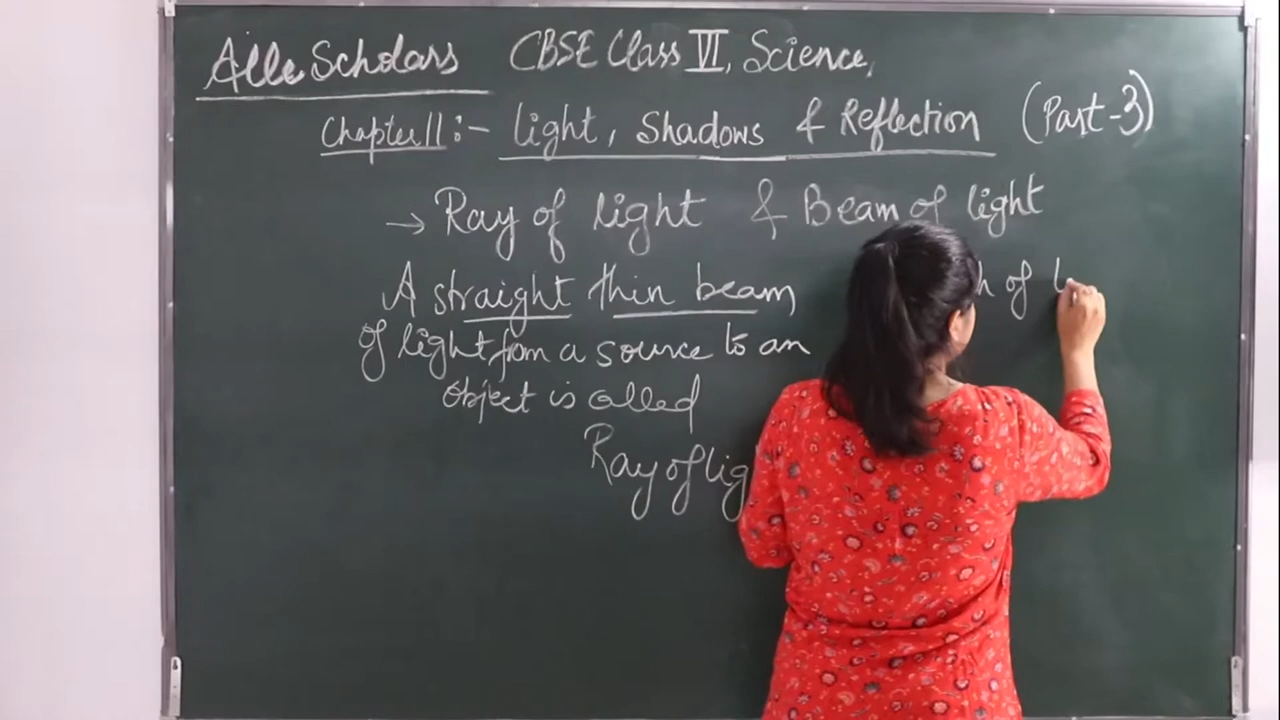 Alle Scholars CBSE Class VI, Science,
Chapter 11 :- Light, Shadows & Reflection (Part-3)
→ Ray of light & Beam of light
A straight thin beam
of light from a source to an
object is called
Ray of lig
of